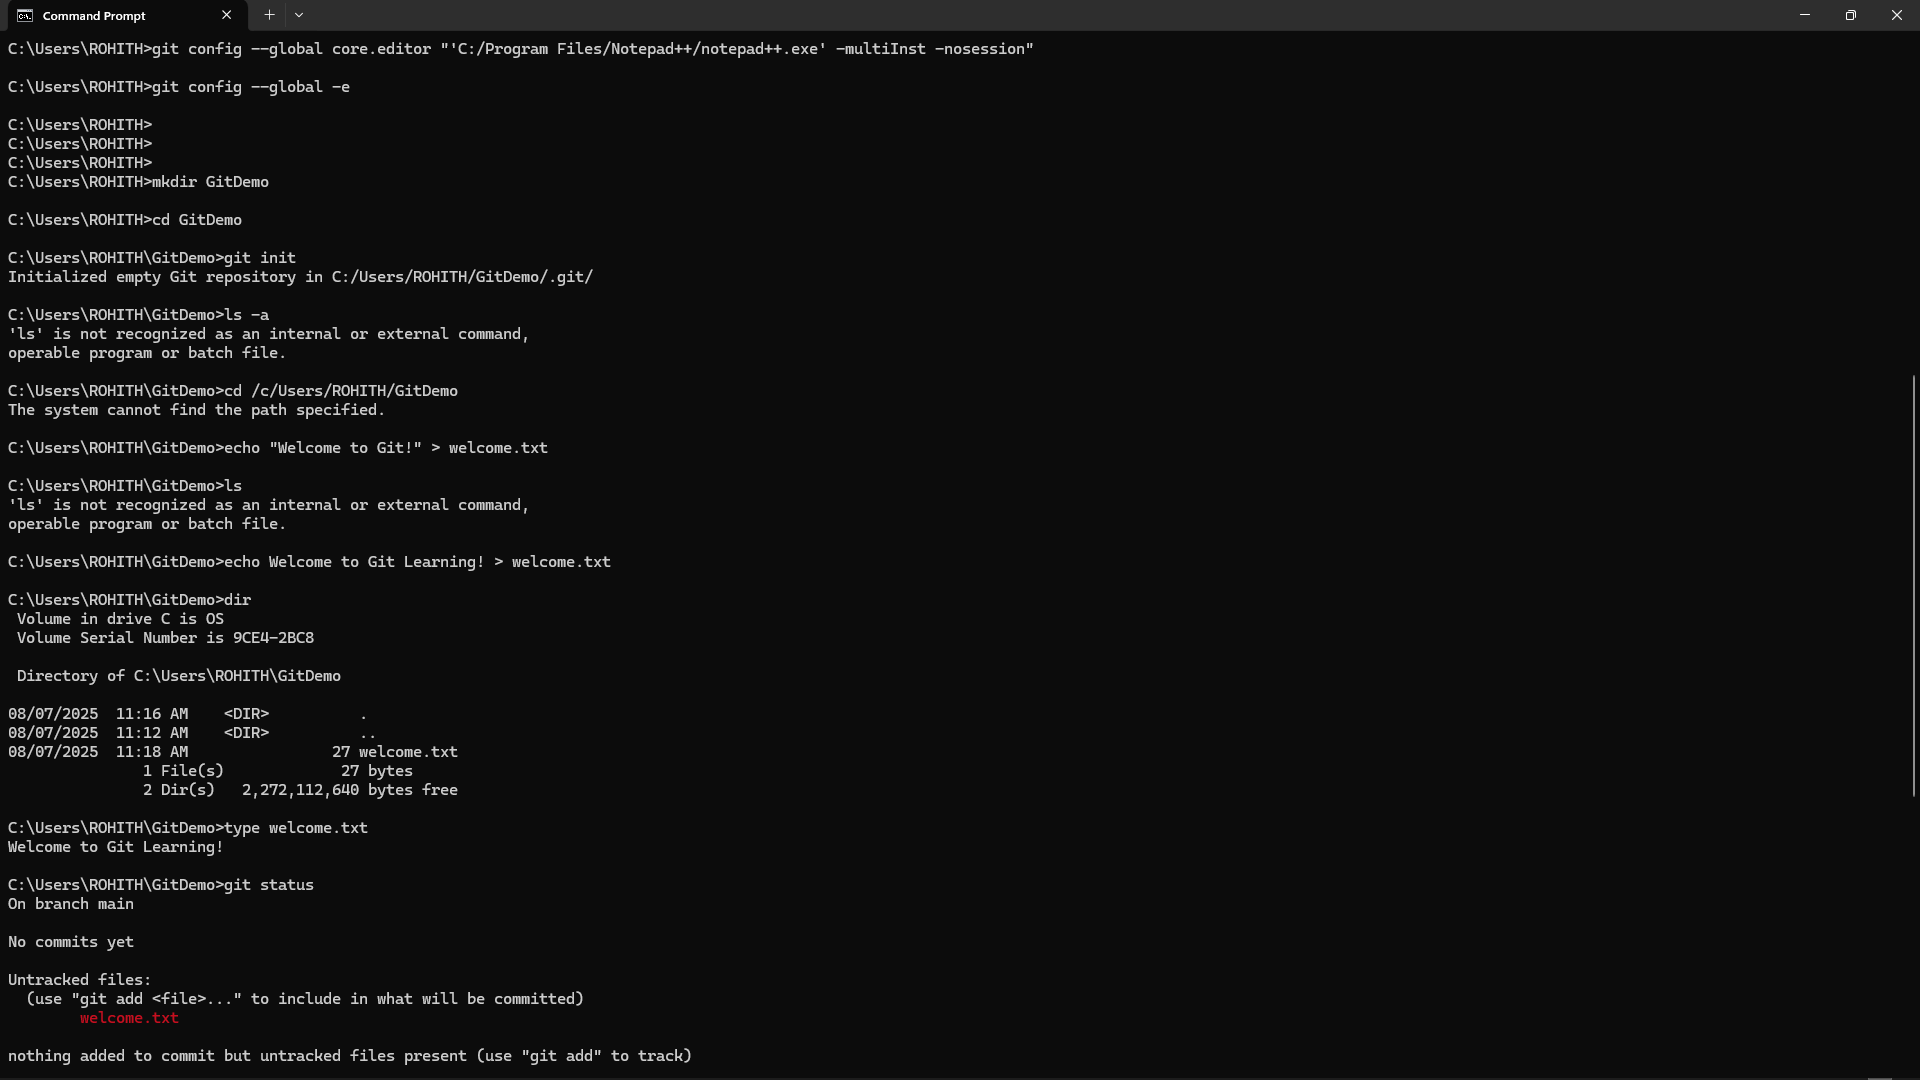 Command Prompt
C:\Users\ROHITH>git config --global core.editor "'C:/Program Files/Notepad++/notepad++.exe' -multiInst -nosession"
C:\Users\ROHITH>git config --global -e
C:\Users\ROHITH>
C:\Users\ROHITH>
C:\Users\ROHITH>
C:\Users\ROHITH>mkdir GitDemo
C:\Users\ROHITH>cd GitDemo
C:\Users\ROHITH\GitDemo>git init
Initialized empty Git repository in C:/Users/ROHITH/GitDemo/.git/
C:\Users\ROHITH\GitDemo>ls -a
'ls' is not recognized as an internal or external command,
operable program or batch file.
C:\Users\ROHITH\GitDemo>cd /c/Users/ROHITH/GitDemo
The system cannot find the path specified.
C:\Users\ROHITH\GitDemo>echo "Welcome to Git!" > welcome.txt
C:\Users\ROHITH\GitDemo>ls
'ls' is not recognized as an internal or external command,
operable program or batch file.
C:\Users\ROHITH\GitDemo>echo Welcome to Git Learning! > welcome.txt
C:\Users\ROHITH\GitDemo>dir
 Volume in drive C is OS
 Volume Serial Number is 9CE4-2BC8
 Directory of C:\Users\ROHITH\GitDemo
08/07/2025  11:16 AM    <DIR>          .
08/07/2025  11:12 AM    <DIR>          ..
08/07/2025  11:18 AM                27 welcome.txt
               1 File(s)             27 bytes
               2 Dir(s)   2,272,112,640 bytes free
C:\Users\ROHITH\GitDemo>type welcome.txt
Welcome to Git Learning!
C:\Users\ROHITH\GitDemo>git status
On branch main
No commits yet
Untracked files:
  (use "git add <file>..." to include in what will be committed)
        welcome.txt
nothing added to commit but untracked files present (use "git add" to track)